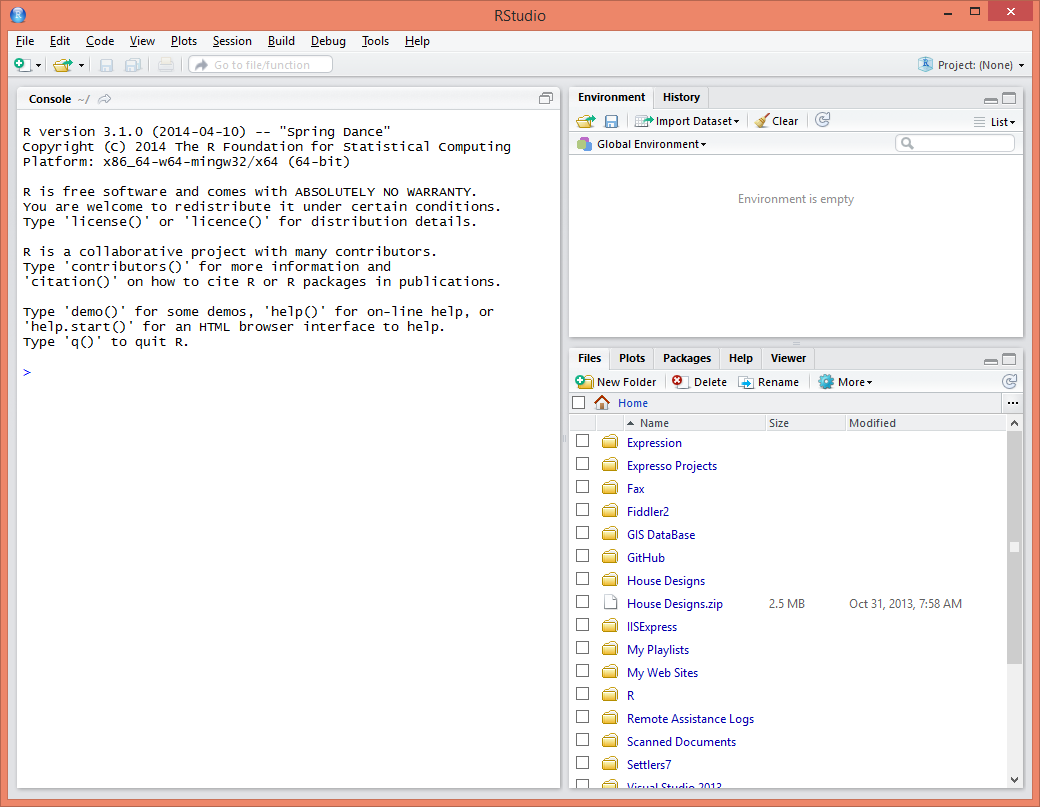 RStudio
File Edit Code View Plots Session Build Debug Tools Help
Go to file/function
Project: (None)
Console ~/
R version 3.1.0 (2014-04-10) -- "Spring Dance"
Copyright (C) 2014 The R Foundation for Statistical Computing
Platform: x86_64-w64-mingw32/x64 (64-bit)
R is free software and comes with ABSOLUTELY NO WARRANTY.
You are welcome to redistribute it under certain conditions.
Type 'license()' or 'licence()' for distribution details.
R is a collaborative project with many contributors.
Type 'contributors()' for more information and
'citation()' on how to cite R or R packages in publications.
Type 'demo()' for some demos, 'help()' for on-line help, or
'help.start()' for an HTML browser interface to help.
Type 'q()' to quit R.
>
Environment History
Import Dataset Clear List
Global Environment
Environment is empty
Files Plots Packages Help Viewer
New Folder Delete Rename More
Home ...
Name Size Modified
Expression
Expresso Projects
Fax
Fiddler2
GIS DataBase
GitHub
House Designs
House Designs.zip 2.5 MB Oct 31, 2013, 7:58 AM
IISExpress
My Playlists
My Web Sites
R
Remote Assistance Logs
Scanned Documents
Settlers7
Visual Studio 2013